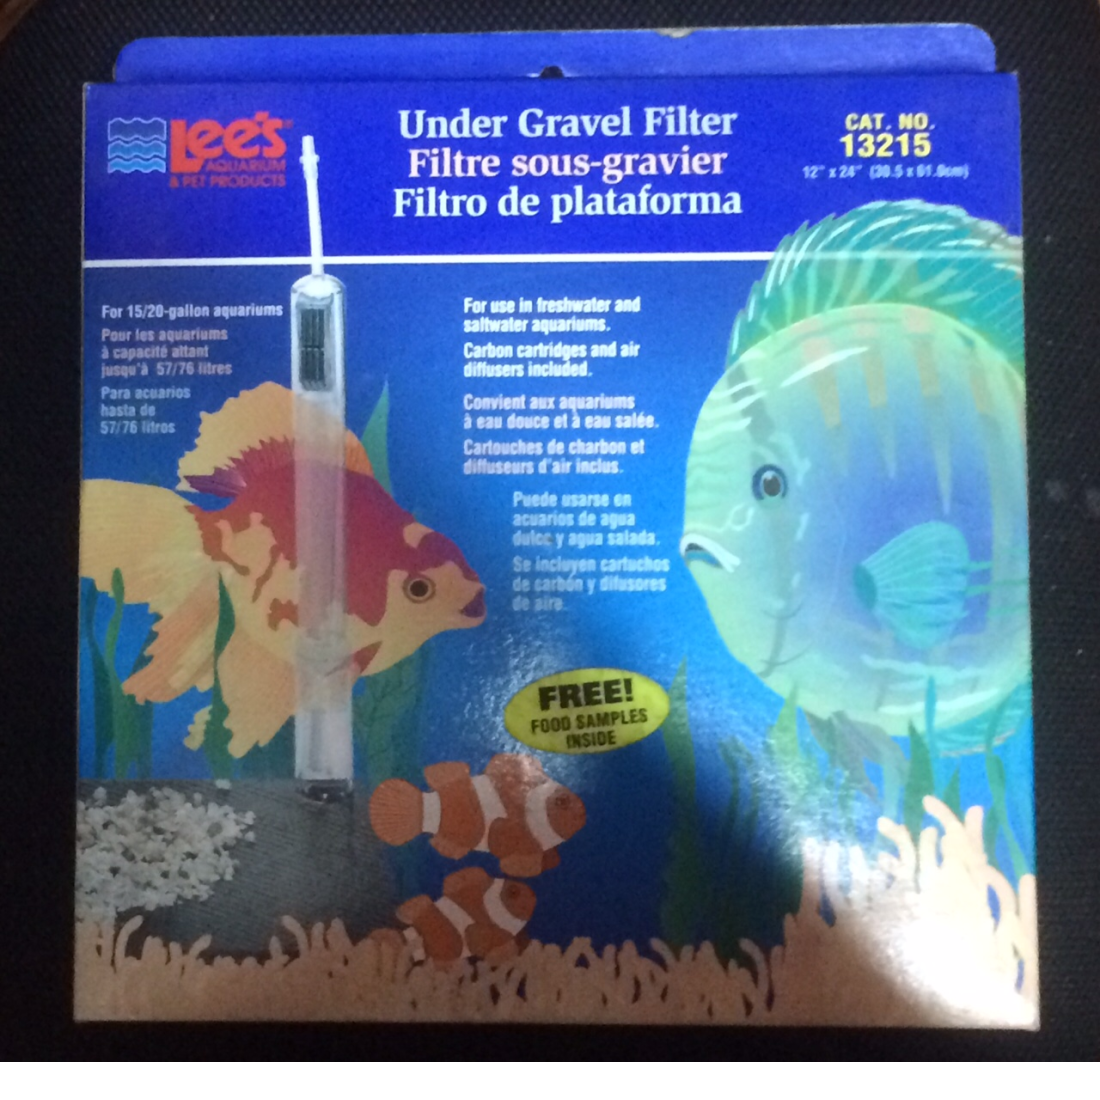 Lee's
AQUARIUM
& PET PRODUCTS
Under Gravel Filter
Filtre sous-gravier
Filtro de plataforma
CAT. NO.
13215
12" x 24" (30.5 x 61.0cm)
For 15/20-gallon aquariums
Pour les aquariums
à capacité allant
jusqu'à 57/76 litres
Para acuarios
hasta de
57/76 litros
For use in freshwater and
saltwater aquariums.
Carbon cartridges and air
diffusers included.
Convient aux aquariums
à eau douce et à eau salée.
Cartouches de charbon et
diffuseurs d'air inclus.
Puede usarse en
acuarios de agua
dulce y agua salada.
Se incluyen cartuchos
de carbón y difusores
de aire.
FREE!
FOOD SAMPLES
INSIDE